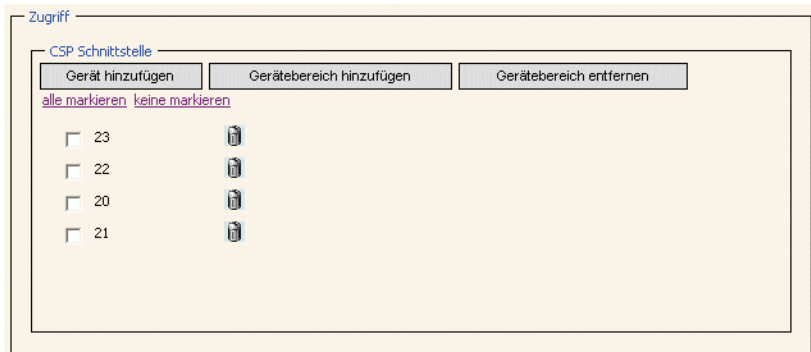 Zugriff
CSP Schnittstelle
Gerät hinzufügen Gerätebereich hinzufügen Gerätebereich entfernen
alle markieren keine markieren
23
22
20
21